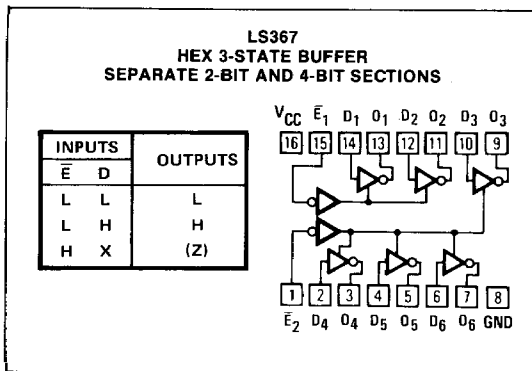 LS367
HEX 3-STATE BUFFER
SEPARATE 2-BIT AND 4-BIT SECTIONS
INPUTS OUTPUTS
E̅ D
L L L
L H H
H X (Z)
VCC E̅1 D1 O1 D2 O2 D3 O3
16 15 14 13 12 11 10 9
1 2 3 4 5 6 7 8
E̅2 D4 O4 D5 O5 D6 O6 GND